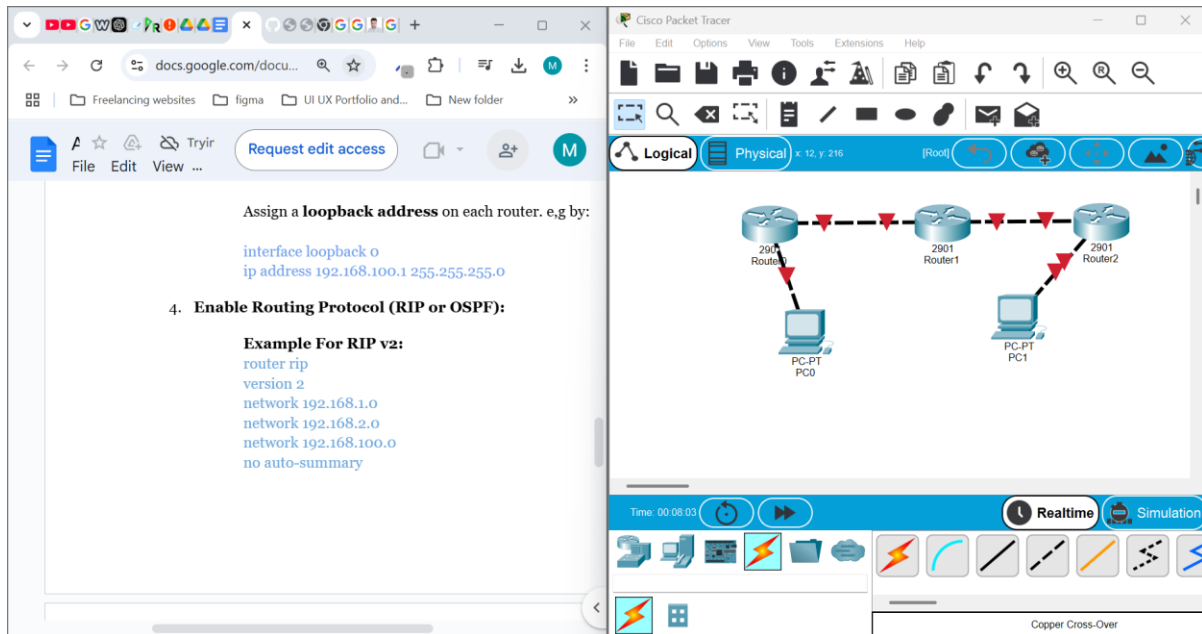 docs.google.com/docu...
Freelancing websites
figma
UI UX Portfolio and...
New folder
»
Tryir
Request edit access
M
File Edit View ...
Assign a loopback address on each router. e,g by:
interface loopback 0
ip address 192.168.100.1 255.255.255.0
4. Enable Routing Protocol (RIP or OSPF):
Example For RIP v2:
router rip
version 2
network 192.168.1.0
network 192.168.2.0
network 192.168.100.0
no auto-summary
Cisco Packet Tracer
File Edit Options View Tools Extensions Help
Logical Physical x: 12, y: 216 [Root]
2901
Router0
2901
Router1
2901
Router2
PC-PT
PC0
PC-PT
PC1
Time: 00:08:03 Realtime Simulation
Copper Cross-Over